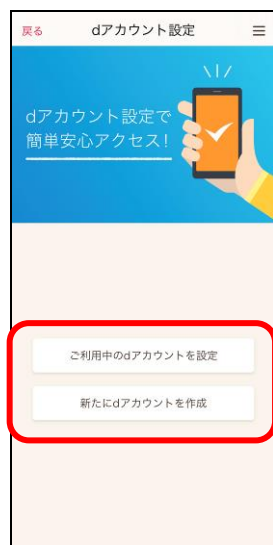 戻る dアカウント設定
dアカウント設定で
簡単安心アクセス!
ご利用中のdアカウントを設定
新たにdアカウントを作成